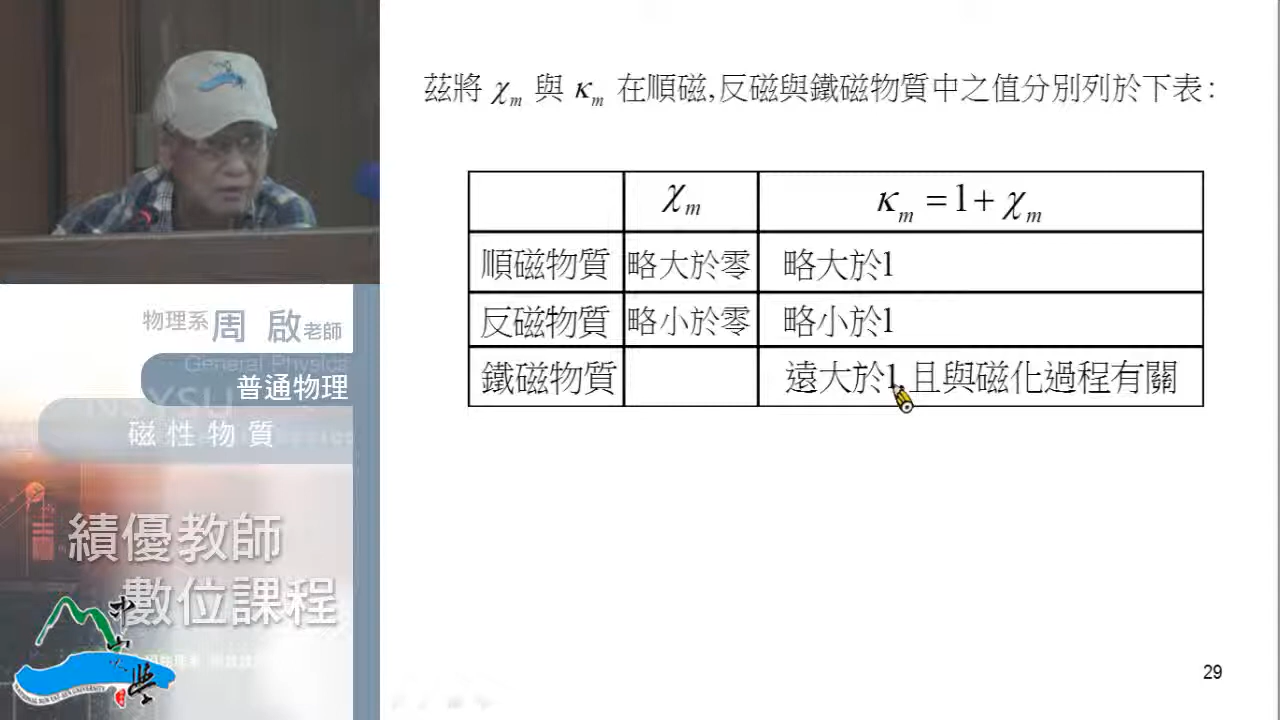 茲將 χm 與 κm 在順磁,反磁與鐵磁物質中之值分別列於下表:
χm κm = 1 + χm
順磁物質 略大於零 略大於1
反磁物質 略小於零 略小於1
鐵磁物質 遠大於1,且與磁化過程有關
物理系 周 啟 老師
General Physics
普通物理
NSYSU
磁性物質
績優教師
數位課程
29